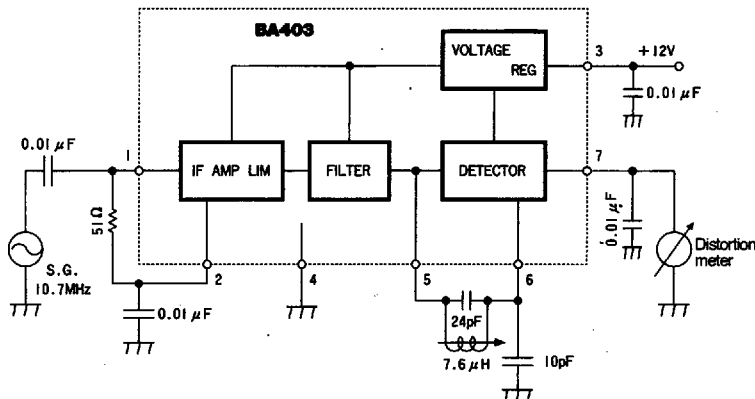 BA403
VOLTAGE
REG
3
+12V
0.01μF
0.01μF
1
IF AMP LIM
FILTER
DETECTOR
7
51Ω
0.01μF
S.G.
10.7MHz
2
4
5
6
Distortion
meter
0.01μF
24pF
7.6μH
10pF